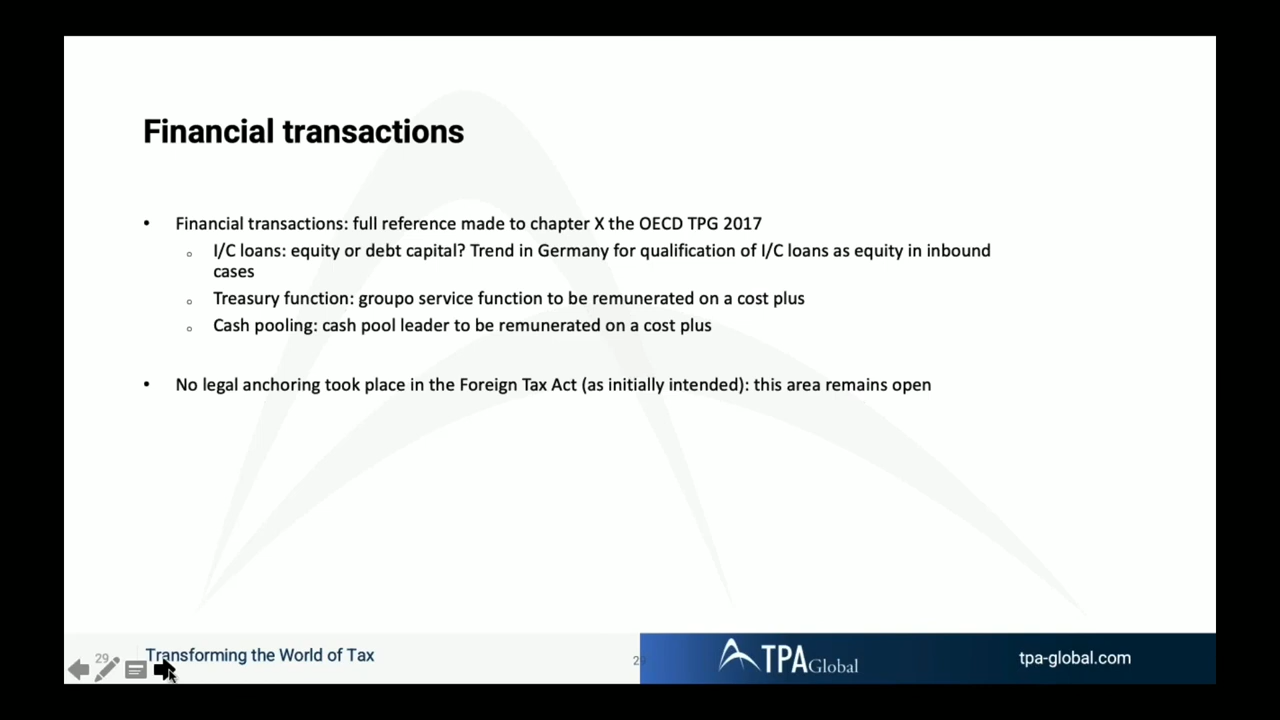 Financial transactions
• Financial transactions: full reference made to chapter X the OECD TPG 2017
○ I/C loans: equity or debt capital? Trend in Germany for qualification of I/C loans as equity in inbound
cases
○ Treasury function: groupo service function to be remunerated on a cost plus
○ Cash pooling: cash pool leader to be remunerated on a cost plus
• No legal anchoring took place in the Foreign Tax Act (as initially intended): this area remains open
29
Transforming the World of Tax
TPA Global
tpa-global.com